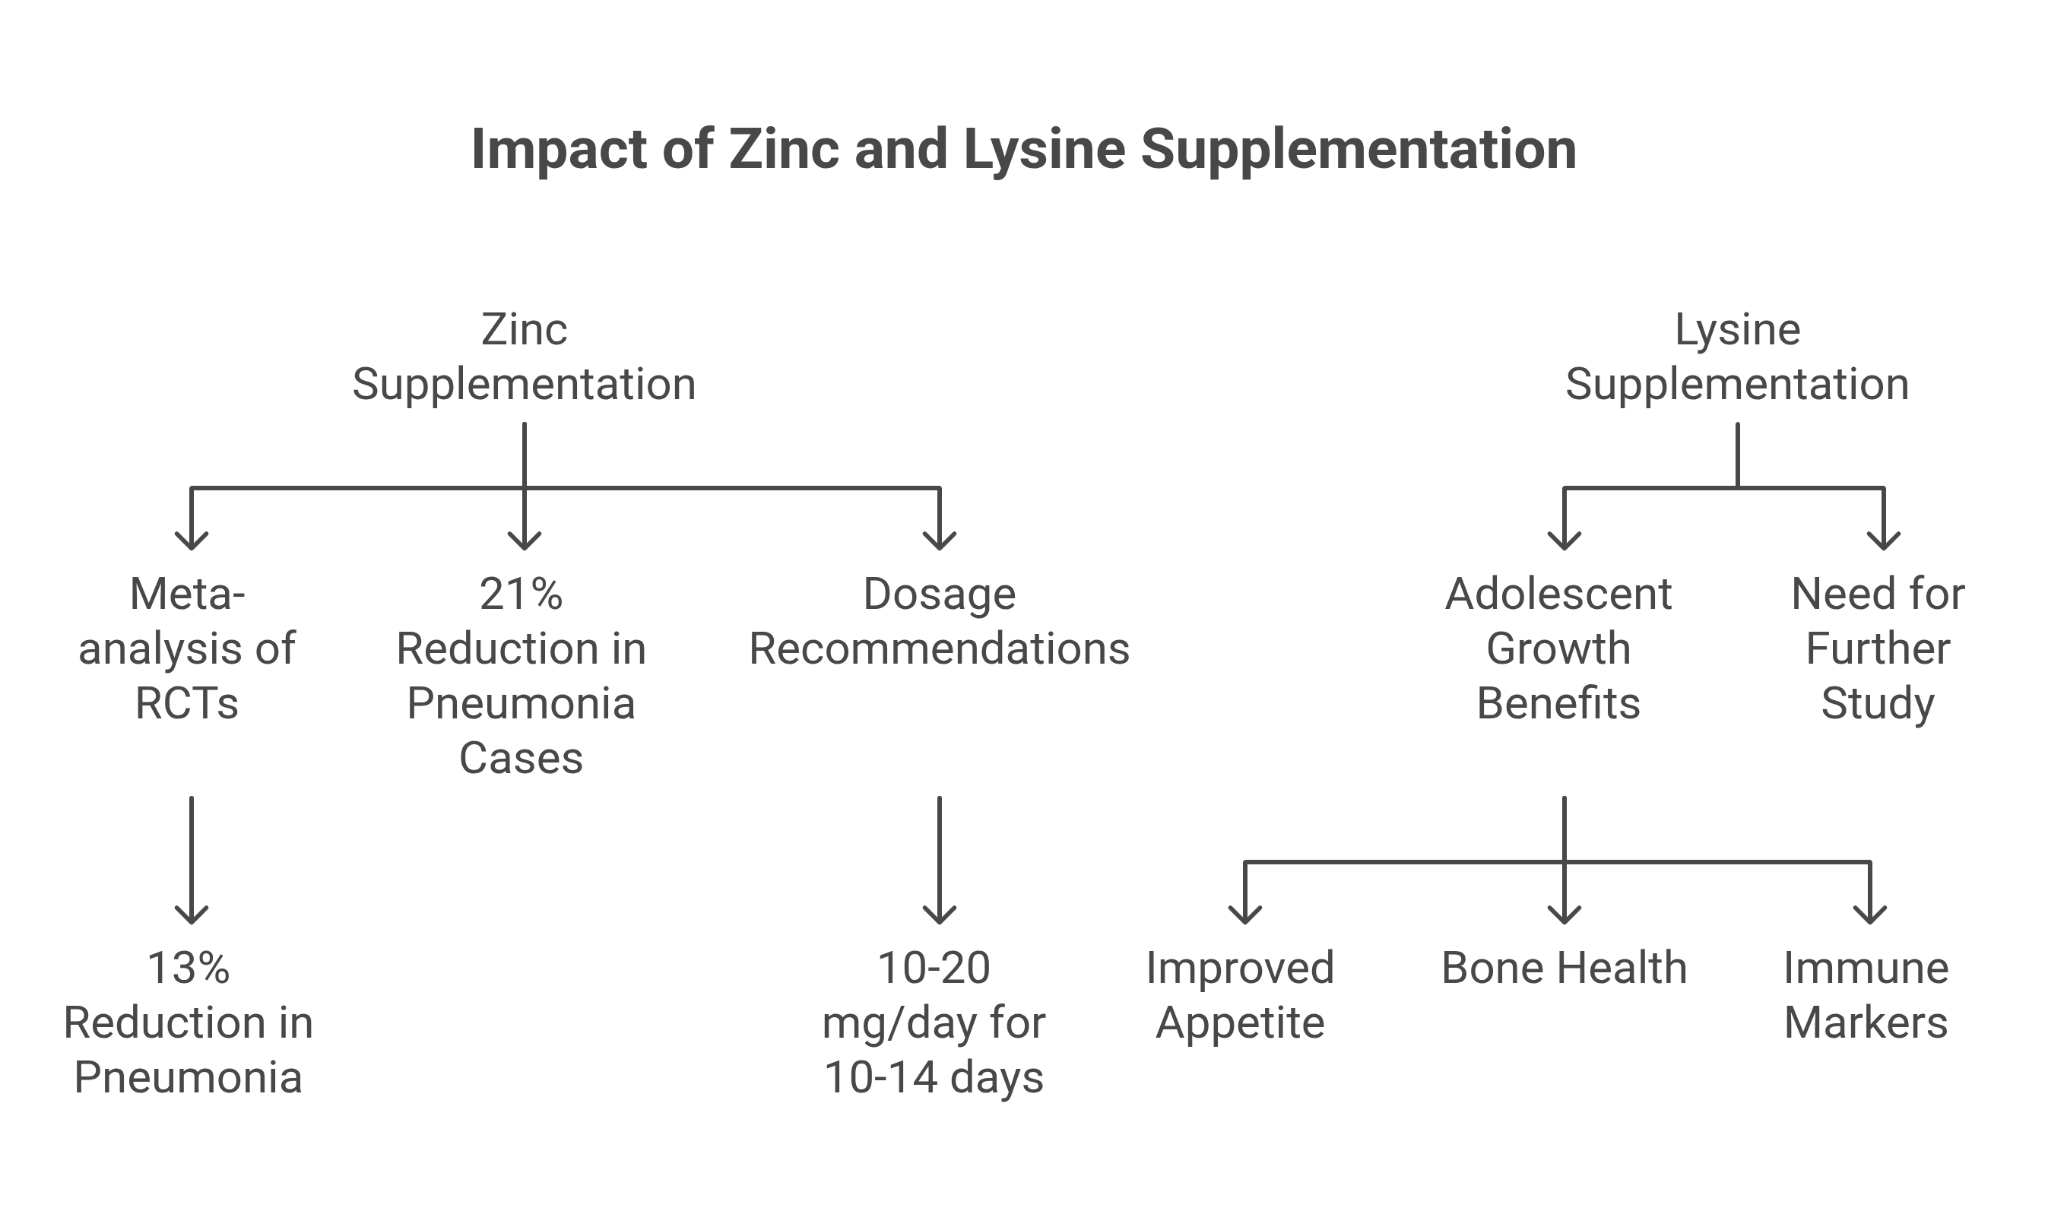 Impact of Zinc and Lysine Supplementation
Zinc
Supplementation
Lysine
Supplementation
Meta-
analysis of
RCTs
21%
Reduction in
Pneumonia
Cases
Dosage
Recommendations
Adolescent
Growth
Benefits
Need for
Further
Study
13%
Reduction in
Pneumonia
10-20
mg/day for
10-14 days
Improved
Appetite
Bone Health
Immune
Markers